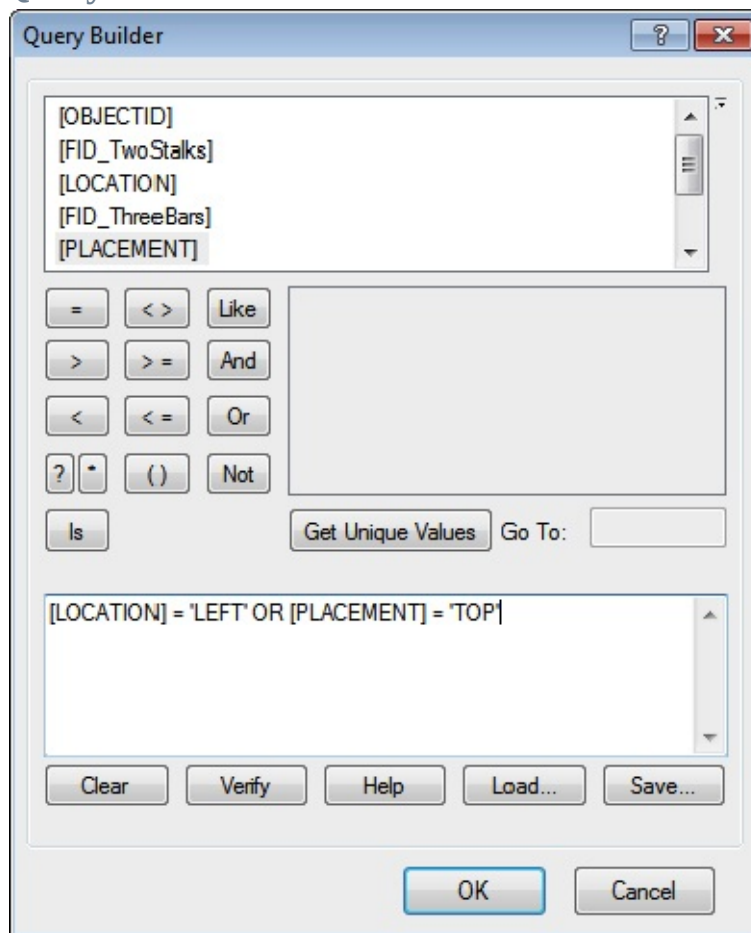 Query Builder
[OBJECTID]
[FID_TwoStalks]
[LOCATION]
[FID_ThreeBars]
[PLACEMENT]
= < > Like
> > = And
< < = Or
? * ( ) Not
Is Get Unique Values Go To:
[LOCATION] = 'LEFT' OR [PLACEMENT] = 'TOP'
Clear Verify Help Load... Save...
OK Cancel